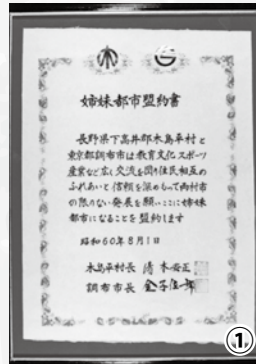 姉妹都市盟約書
長野県下高井郡木島平村と
東京都調布市は教育文化スポーツ
産業など広く交流を図り住民相互の
ふれあいと信頼を深めもって両村市
の限りない発展を願いここに姉妹
都市になることを盟約します
昭和60年8月1日
木島平村長
調布市長 金子佐一郎
①